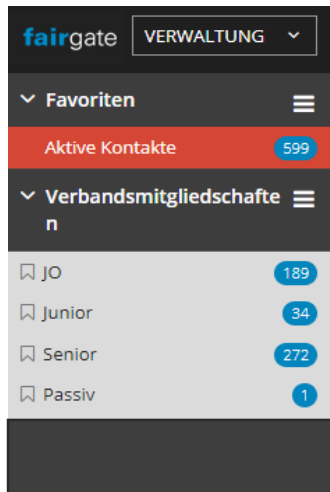 fairgate VERWALTUNG
Favoriten
Aktive Kontakte 599
Verbandsmitgliedschafte
n
JO 189
Junior 34
Senior 272
Passiv 1